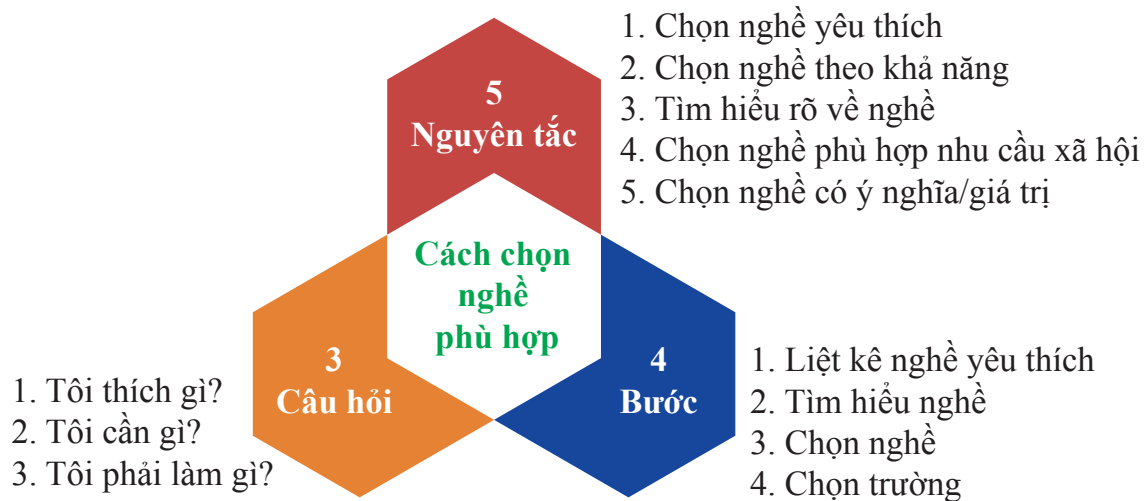 1. Chọn nghề yêu thích
2. Chọn nghề theo khả năng
3. Tìm hiểu rõ về nghề
4. Chọn nghề phù hợp nhu cầu xã hội
5. Chọn nghề có ý nghĩa/giá trị
5
Nguyên tắc
Cách chọn
nghề
phù hợp
3
Câu hỏi
4
Bước
1. Tôi thích gì?
2. Tôi cần gì?
3. Tôi phải làm gì?
1. Liệt kê nghề yêu thích
2. Tìm hiểu nghề
3. Chọn nghề
4. Chọn trường